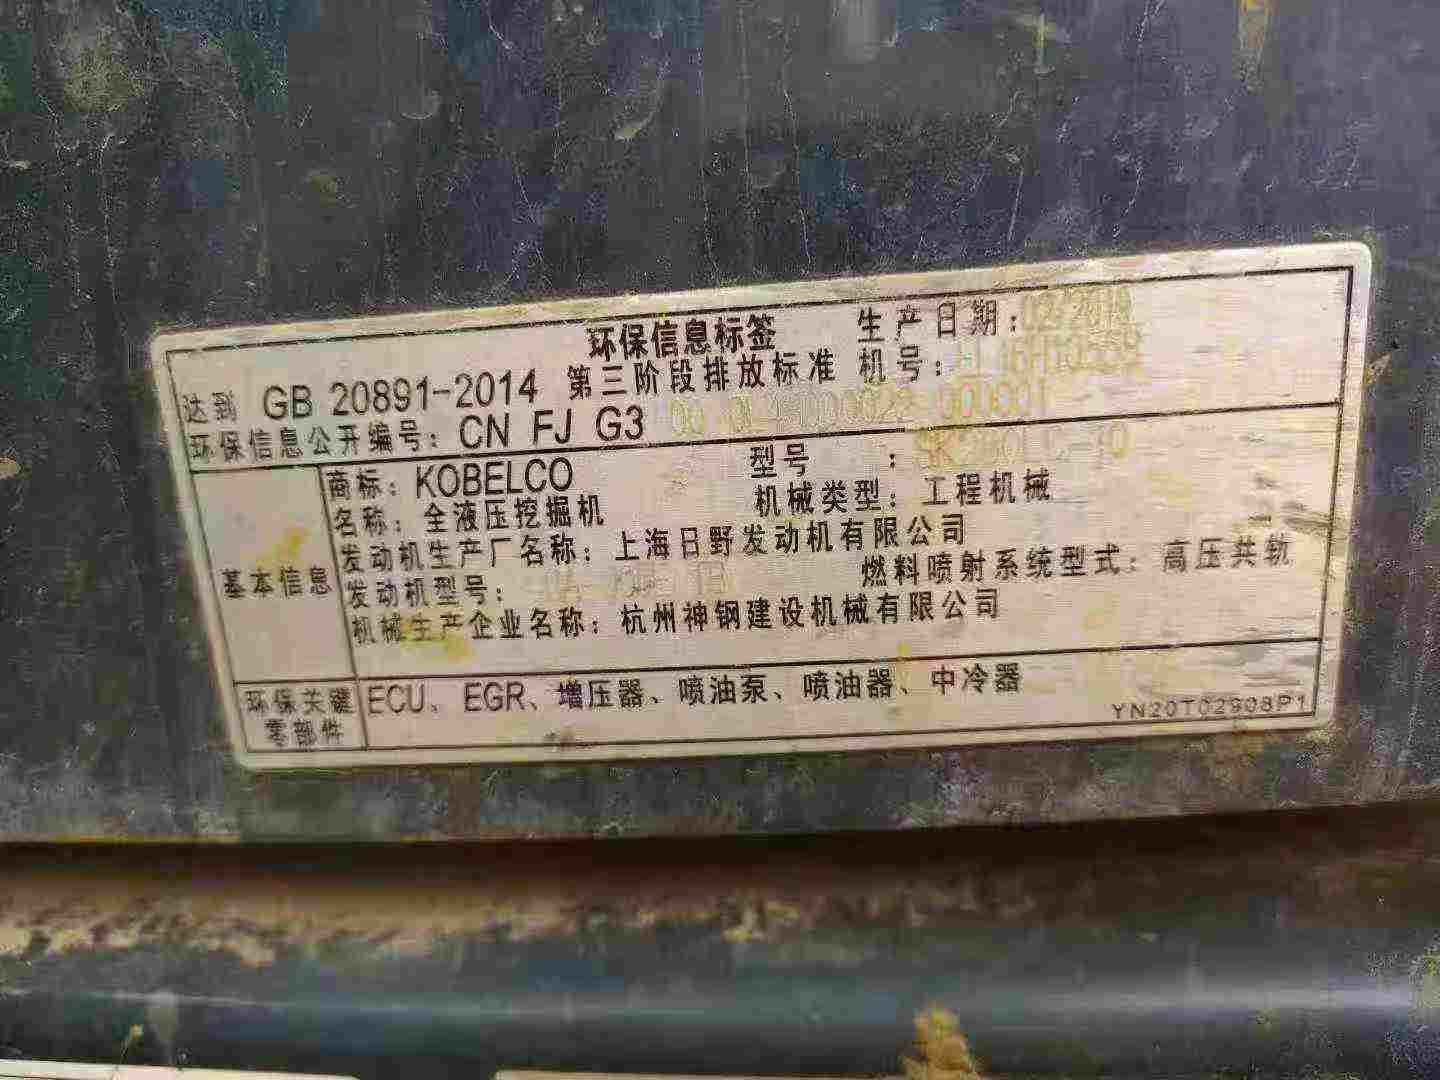 环保信息标签 生产日期:
达到 GB 20891-2014 第三阶段排放标准 机号:
环保信息公开编号: CN FJ G3
基本信息
商标: KOBELCO 型号 :
名称: 全液压挖掘机 机械类型: 工程机械
发动机生产厂名称: 上海日野发动机有限公司
发动机型号: 燃料喷射系统型式: 高压共轨
机械生产企业名称: 杭州神钢建设机械有限公司
环保关键
零部件
ECU、EGR、增压器、喷油泵、喷油器、中冷器
YN20T02908P1